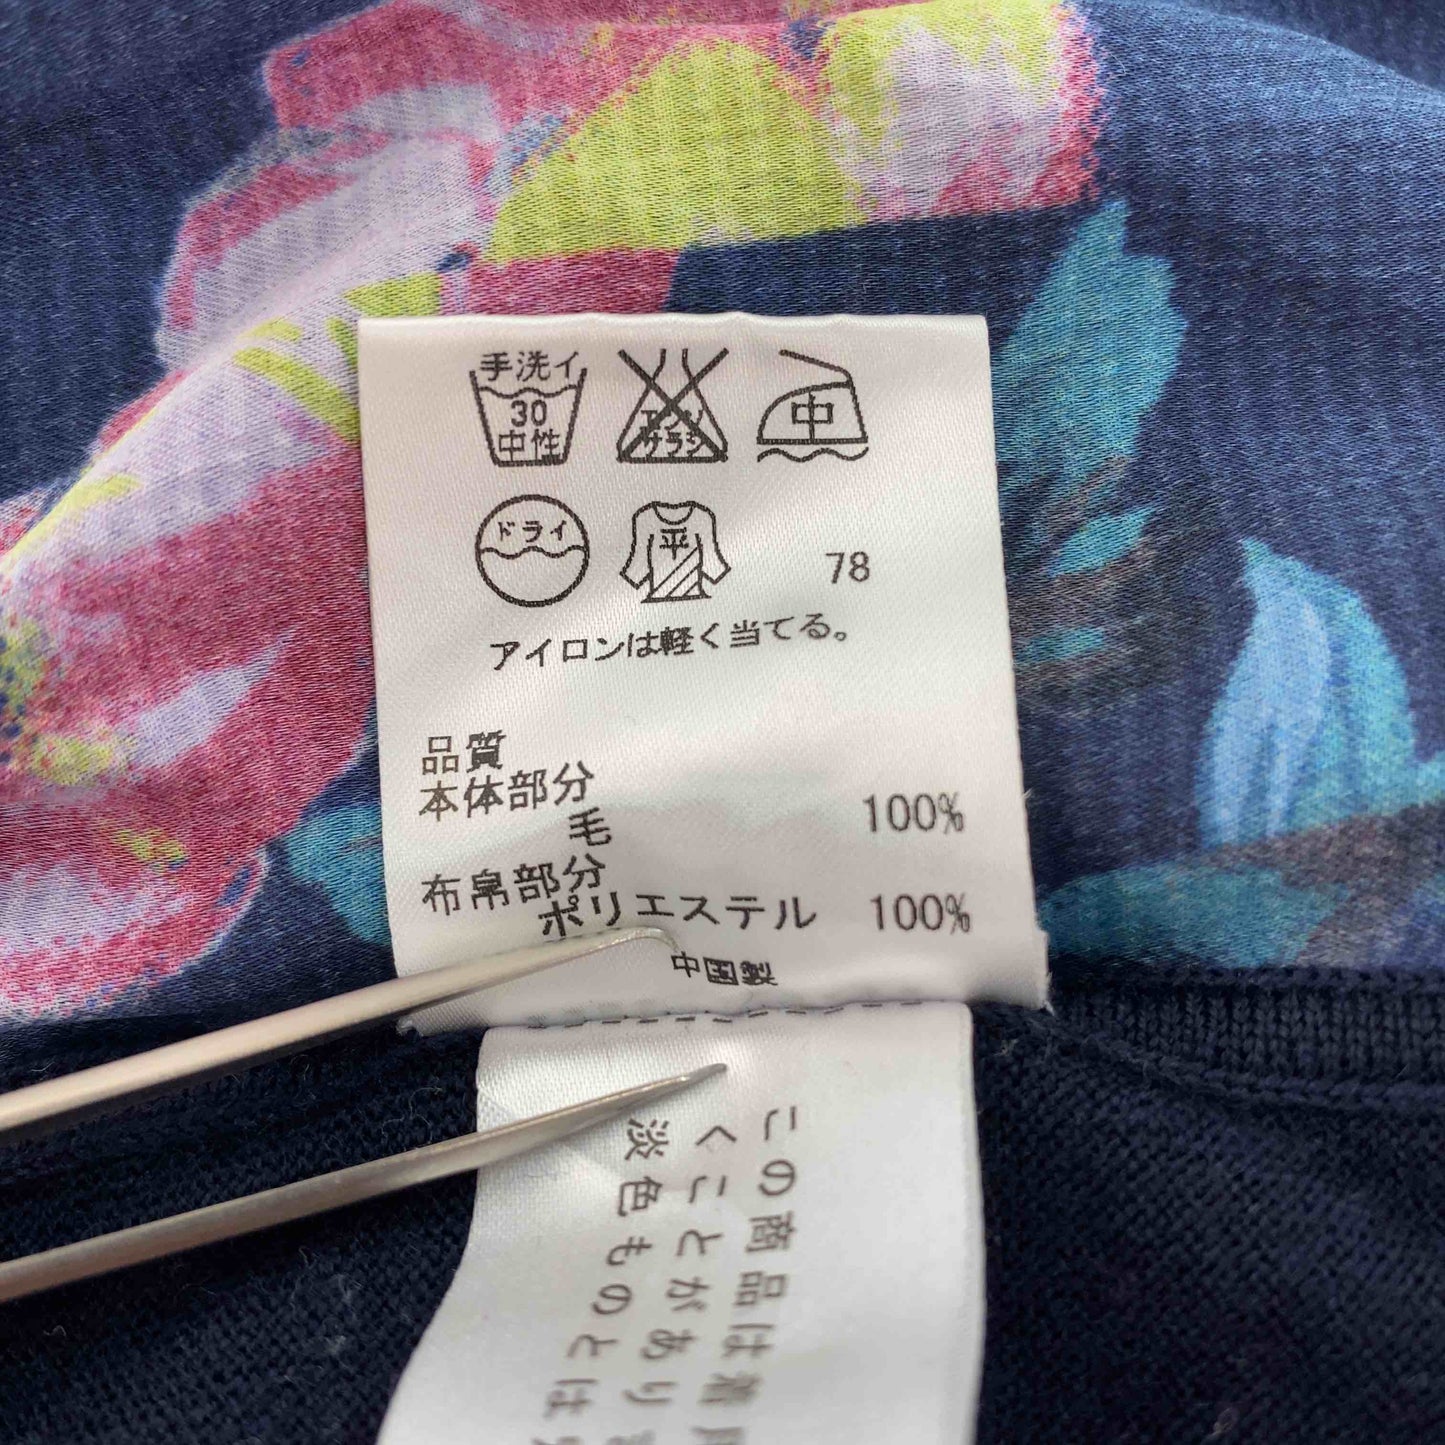 手洗イ
30
中性
エンソ
サラシ
中
ドライ
平
78
アイロンは軽く当てる。
品質
本体部分
毛 100%
布帛部分
ポリエステル 100%
中国製
この商品は着
くことがあり
淡色ものとは